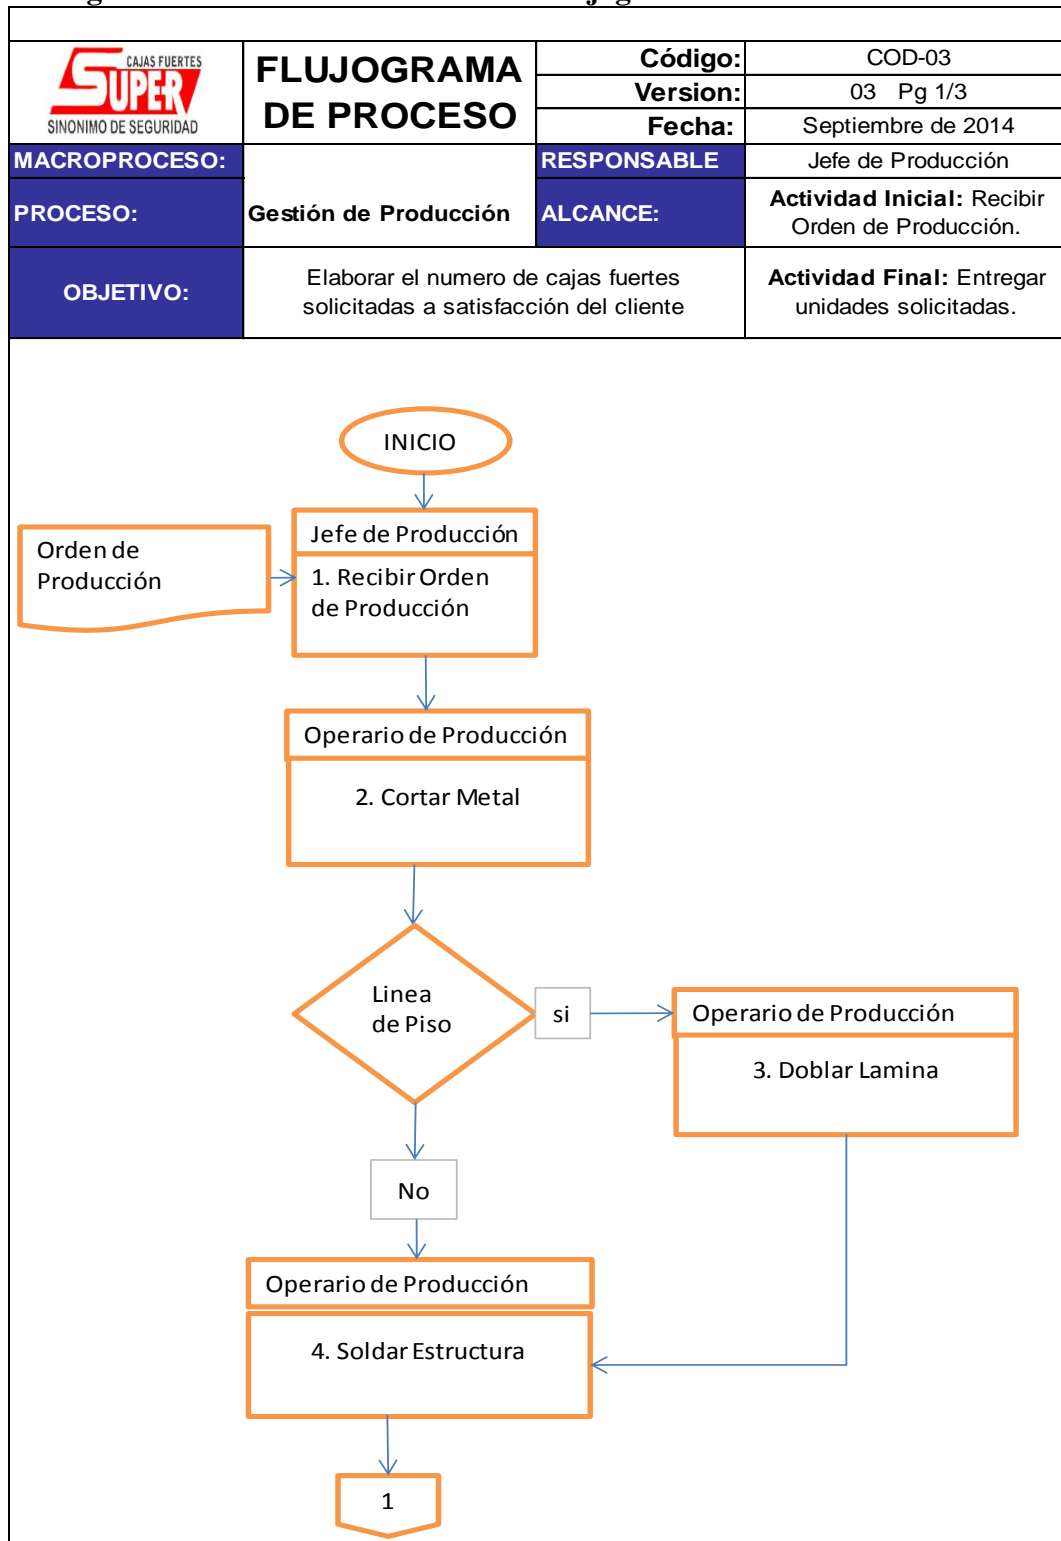 CAJAS FUERTES
SUPER
SINONIMO DE SEGURIDAD
FLUJOGRAMA
DE PROCESO
Código:
COD-03
Version:
03 Pg 1/3
Fecha:
Septiembre de 2014
MACROPROCESO:
RESPONSABLE
Jefe de Producción
PROCESO:
Gestión de Producción
ALCANCE:
Actividad Inicial: Recibir
Orden de Producción.
OBJETIVO:
Elaborar el numero de cajas fuertes
solicitadas a satisfacción del cliente
Actividad Final: Entregar
unidades solicitadas.
INICIO
Orden de
Producción
Jefe de Producción
1. Recibir Orden
de Producción
Operario de Producción
2. Cortar Metal
Linea
de Piso
si
Operario de Producción
3. Doblar Lamina
No
Operario de Producción
4. Soldar Estructura
1